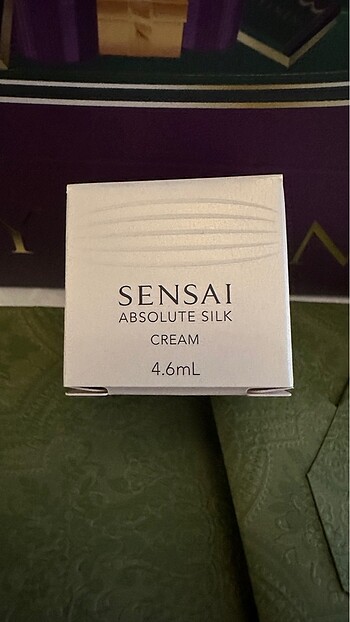 SENSAI
ABSOLUTE SILK
CREAM
4.6mL